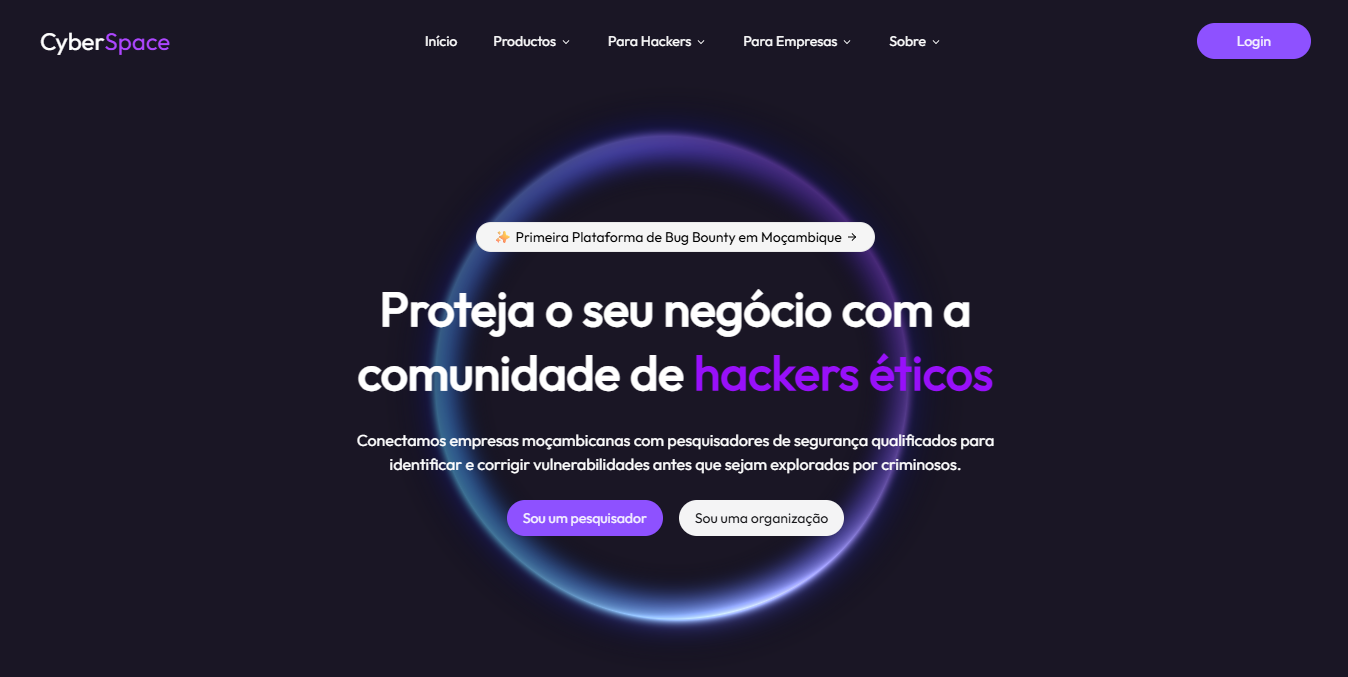 CyberSpace
Início
Productos
Para Hackers
Para Empresas
Sobre
Login
✨ Primeira Plataforma de Bug Bounty em Moçambique →
Proteja o seu negócio com a
comunidade de hackers éticos
Conectamos empresas moçambicanas com pesquisadores de segurança qualificados para
identificar e corrigir vulnerabilidades antes que sejam exploradas por criminosos.
Sou um pesquisador
Sou uma organização